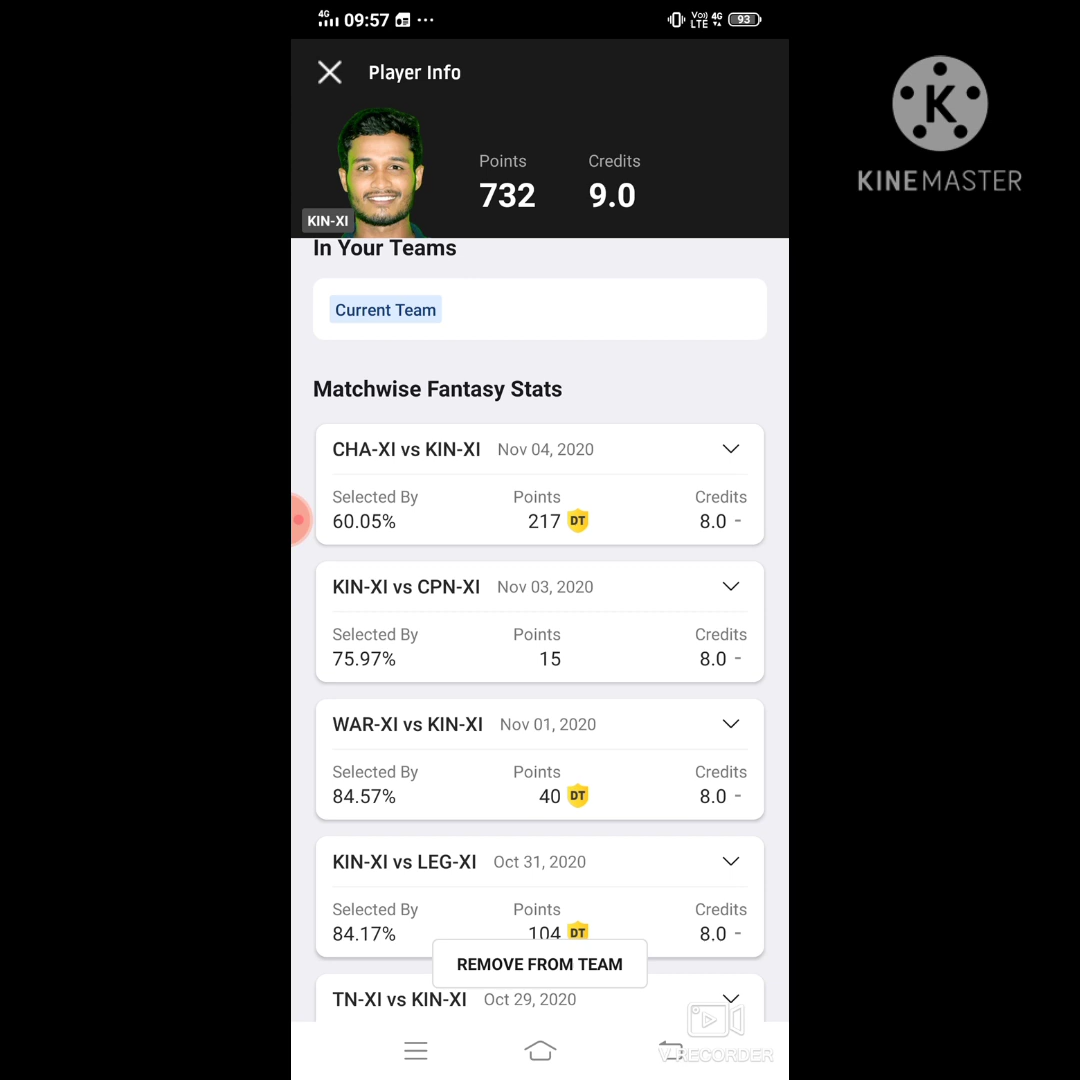 4G 09:57 ... Vo)) LTE 4G 93
Player Info
KINEMASTER
K
Points Credits
732 9.0
KIN-XI
In Your Teams
Current Team
Matchwise Fantasy Stats
CHA-XI vs KIN-XI Nov 04, 2020
Selected By Points Credits
60.05% 217 DT 8.0 -
KIN-XI vs CPN-XI Nov 03, 2020
Selected By Points Credits
75.97% 15 8.0 -
WAR-XI vs KIN-XI Nov 01, 2020
Selected By Points Credits
84.57% 40 DT 8.0 -
KIN-XI vs LEG-XI Oct 31, 2020
Selected By Points Credits
84.17% 104 DT 8.0 -
REMOVE FROM TEAM
TN-XI vs KIN-XI Oct 29, 2020
V RECORDER